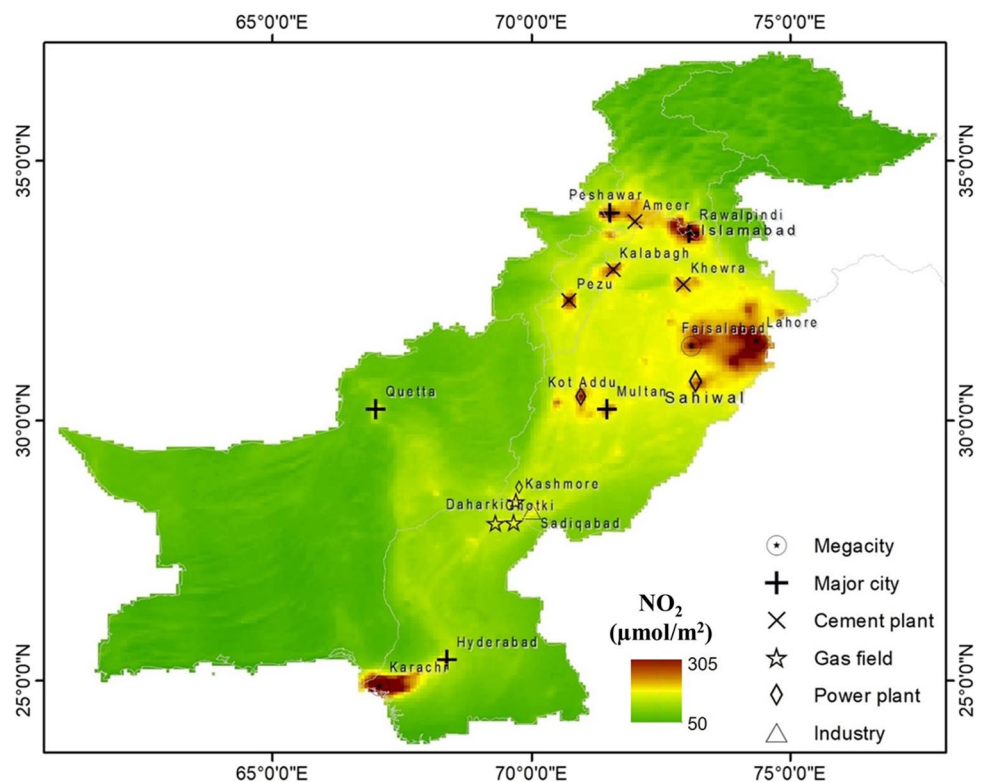 65°0'0"E 70°0'0"E 75°0'0"E
35°0'0"N
35°0'0"N
Peshawar
Ameer
Rawalpindi
Islamabad
Kalabagh
Khewra
Pezu
Faisalabad
Lahore
Kot Addu
Multan
Sahiwal
Quetta
30°0'0"N
30°0'0"N
Kashmore
Daharki
Ghotki
Sadiqabad
Megacity
Major city
Cement plant
Gas field
Power plant
Industry
NO₂
(µmol/m²)
305
50
Hyderabad
Karachi
25°0'0"N
25°0'0"N
65°0'0"E 70°0'0"E 75°0'0"E